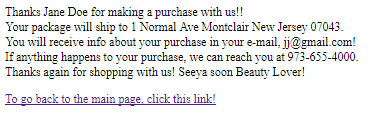 Thanks Jane Doe for making a purchase with us!!
Your package will ship to 1 Normal Ave Montclair New Jersey 07043.
You will receive info about your purchase in your e-mail, jj@gmail.com!
If anything happens to your purchase, we can reach you at 973-655-4000.
Thanks again for shopping with us! Seeya soon Beauty Lover!
To go back to the main page, click this link!